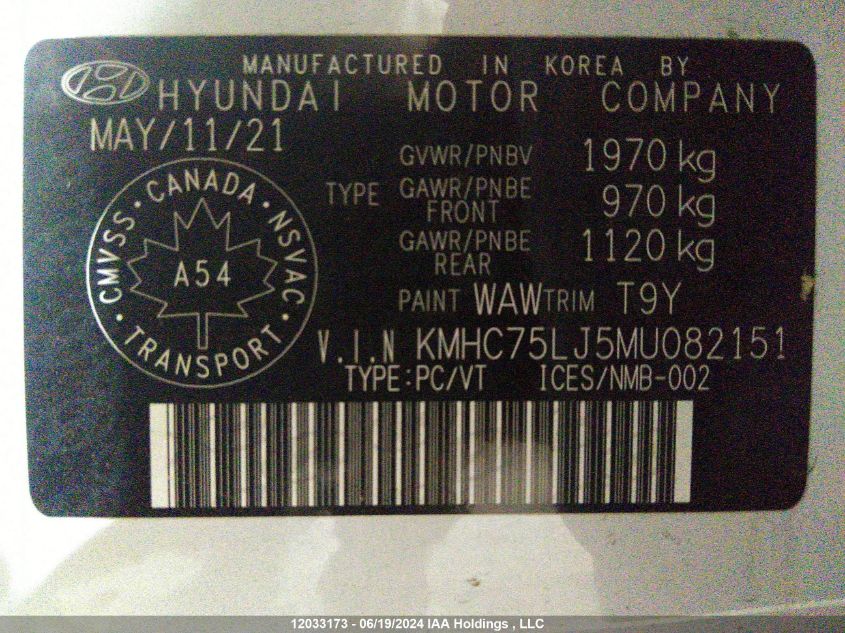 MANUFACTURED IN KOREA BY
HYUNDAI MOTOR COMPANY
MAY/11/21
GVWR/PNBV 1970 kg
TYPE GAWR/PNBE FRONT 970 kg
GAWR/PNBE REAR 1120 kg
PAINT WAW TRIM T9Y
CMVSS • CANADA • NSVAC • TRANSPORT •
A54
V.I.N KMHC75LJ5MU082151
TYPE:PC/VT ICES/NMB-002
12033173 - 06/19/2024 IAA Holdings , LLC